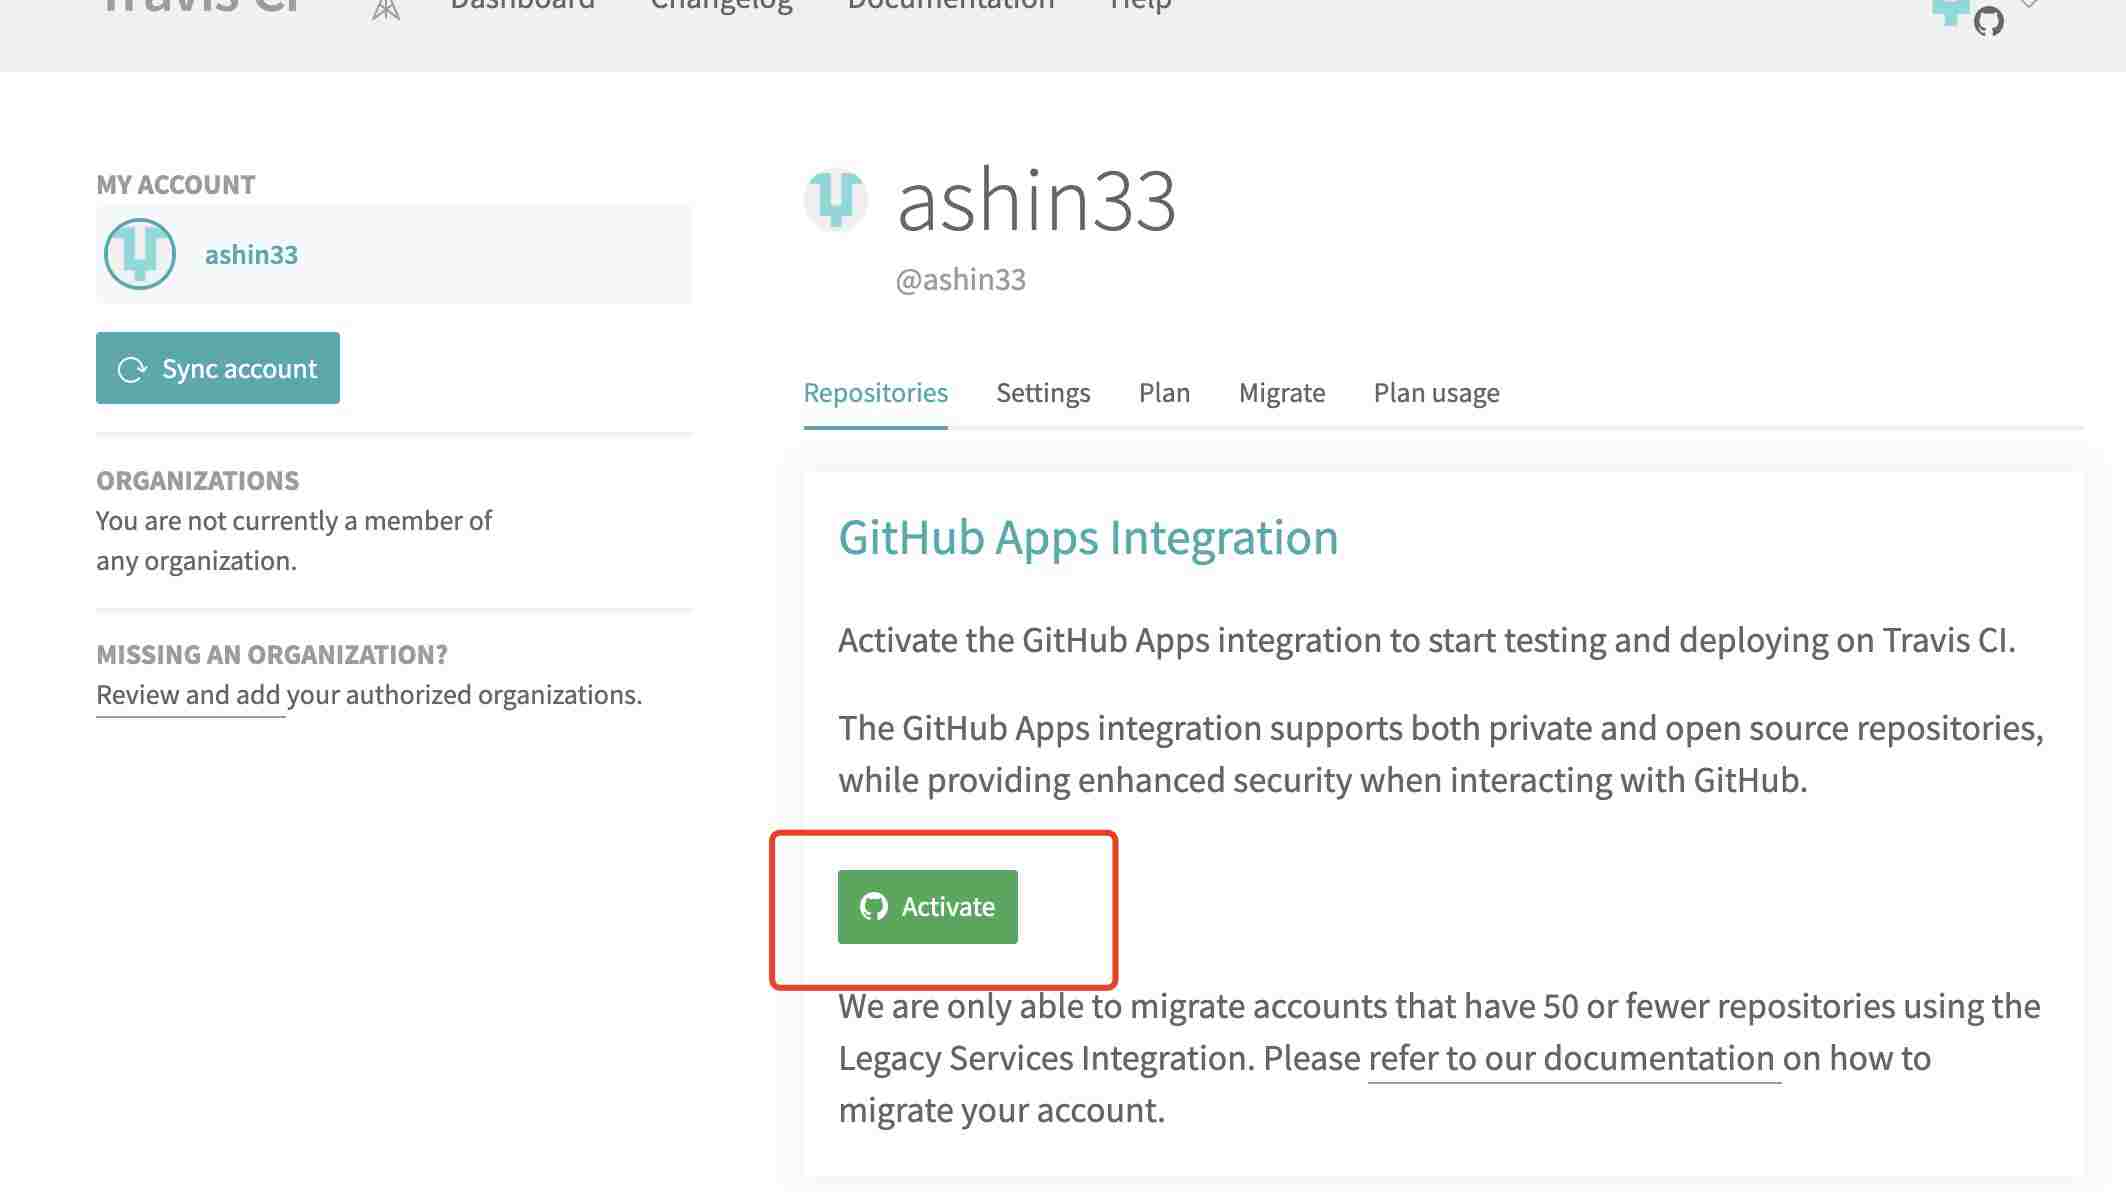 Travis CI Dashboard Changelog Documentation Help
MY ACCOUNT
ashin33
Sync account
ORGANIZATIONS
You are not currently a member of
any organization.
MISSING AN ORGANIZATION?
Review and add your authorized organizations.
ashin33
@ashin33
Repositories Settings Plan Migrate Plan usage
GitHub Apps Integration
Activate the GitHub Apps integration to start testing and deploying on Travis CI.
The GitHub Apps integration supports both private and open source repositories,
while providing enhanced security when interacting with GitHub.
Activate
We are only able to migrate accounts that have 50 or fewer repositories using the
Legacy Services Integration. Please refer to our documentation on how to
migrate your account.